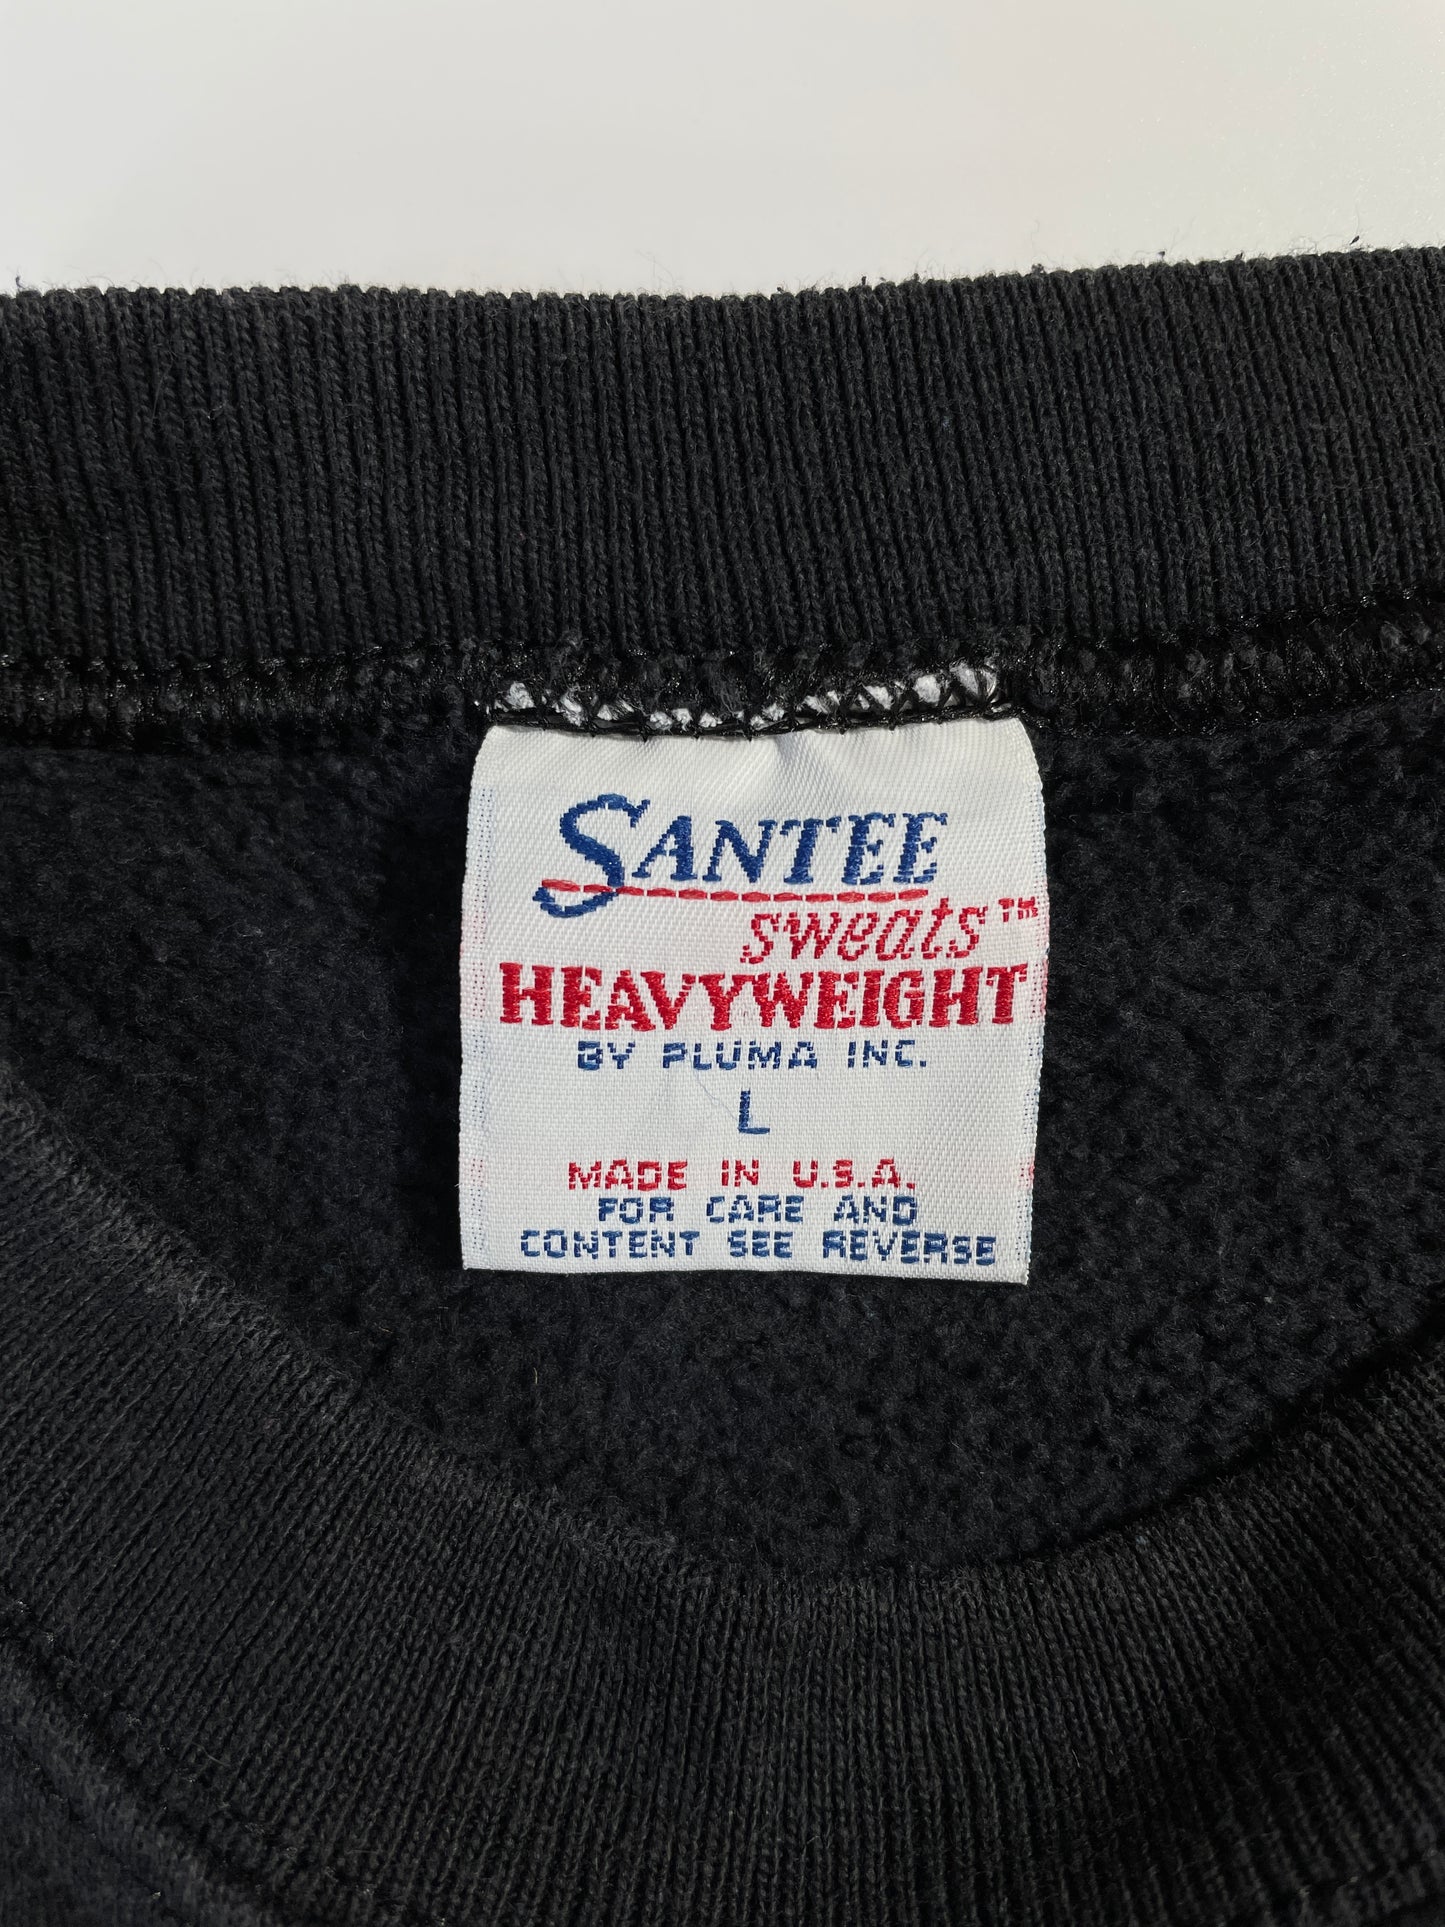 SANTEE
sweats™
HEAVYWEIGHT
BY PLUMA INC.
L
MADE IN U.S.A.
FOR CARE AND
CONTENT SEE REVERSE